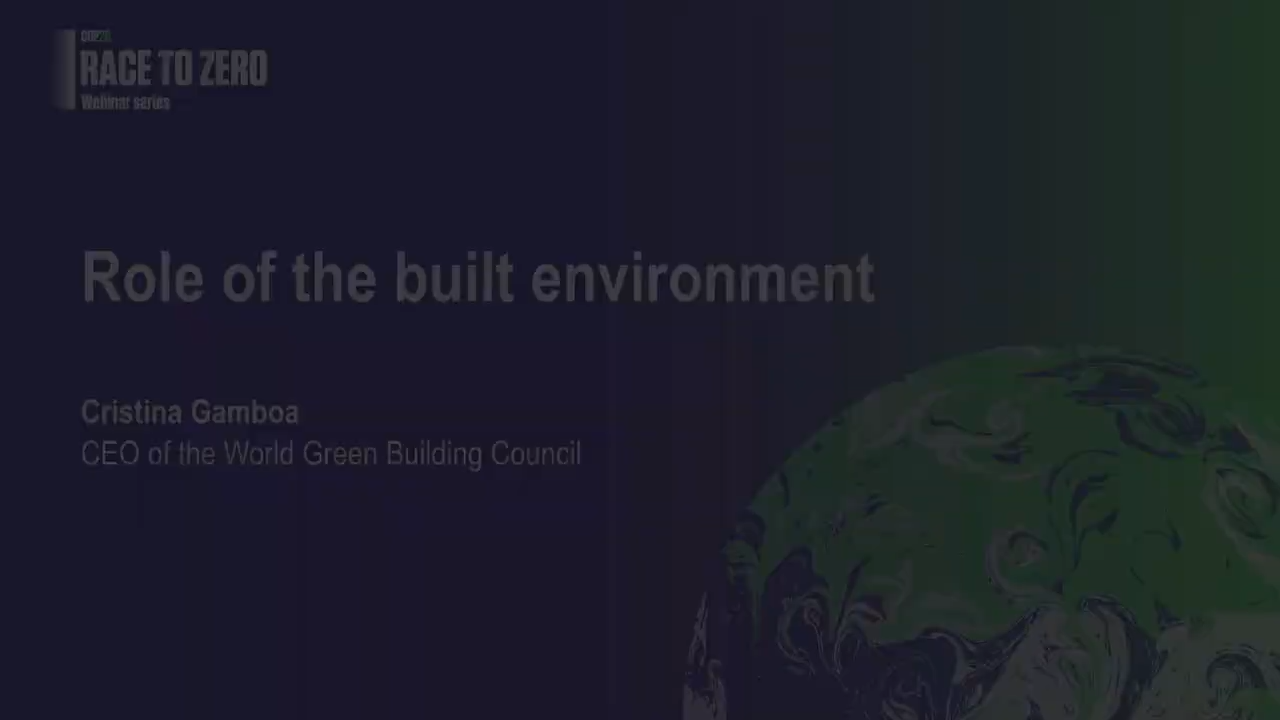 COP26
RACE TO ZERO
Webinar series
Role of the built environment
Cristina Gamboa
CEO of the World Green Building Council